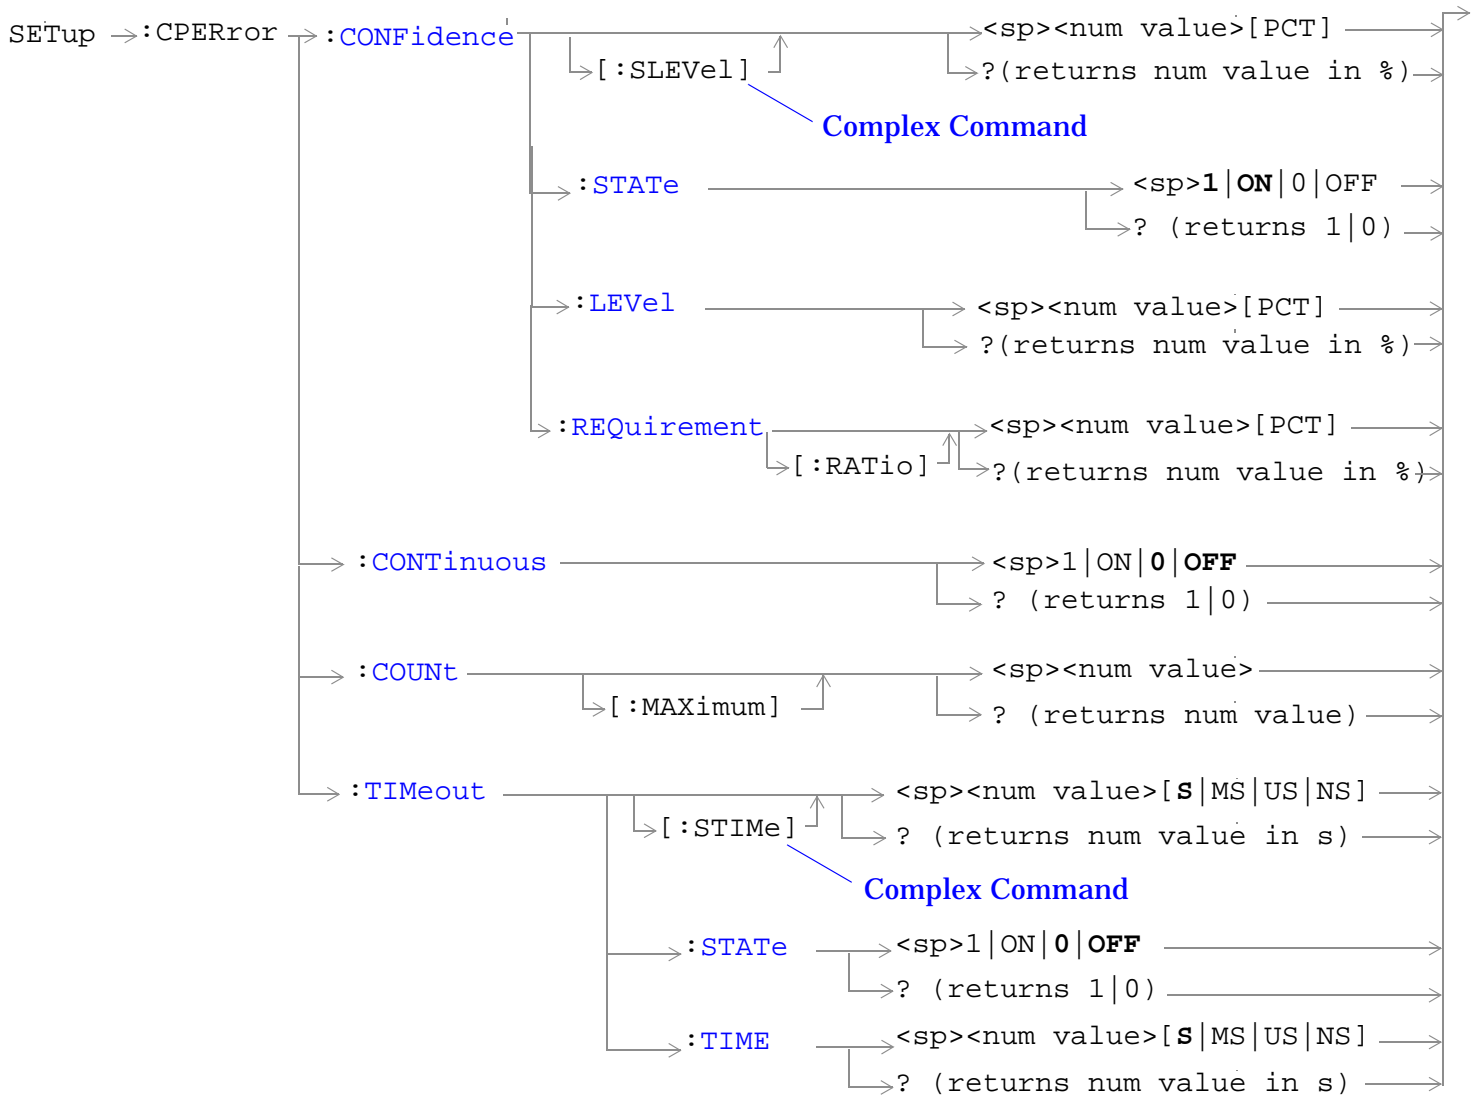 SETup :CPERror :CONFidence <sp><num value>[PCT]
[:SLEVel] ?(returns num value in %)
Complex Command
:STATe <sp>1|ON|0|OFF
? (returns 1|0)
:LEVel <sp><num value>[PCT]
?(returns num value in %)
:REQuirement <sp><num value>[PCT]
[:RATio] ?(returns num value in %)
:CONTinuous <sp>1|ON|0|OFF
? (returns 1|0)
:COUNt <sp><num value>
[:MAXimum] ? (returns num value)
:TIMeout <sp><num value>[S|MS|US|NS]
[:STIMe] ? (returns num value in s)
Complex Command
:STATe <sp>1|ON|0|OFF
? (returns 1|0)
:TIME <sp><num value>[S|MS|US|NS]
? (returns num value in s)